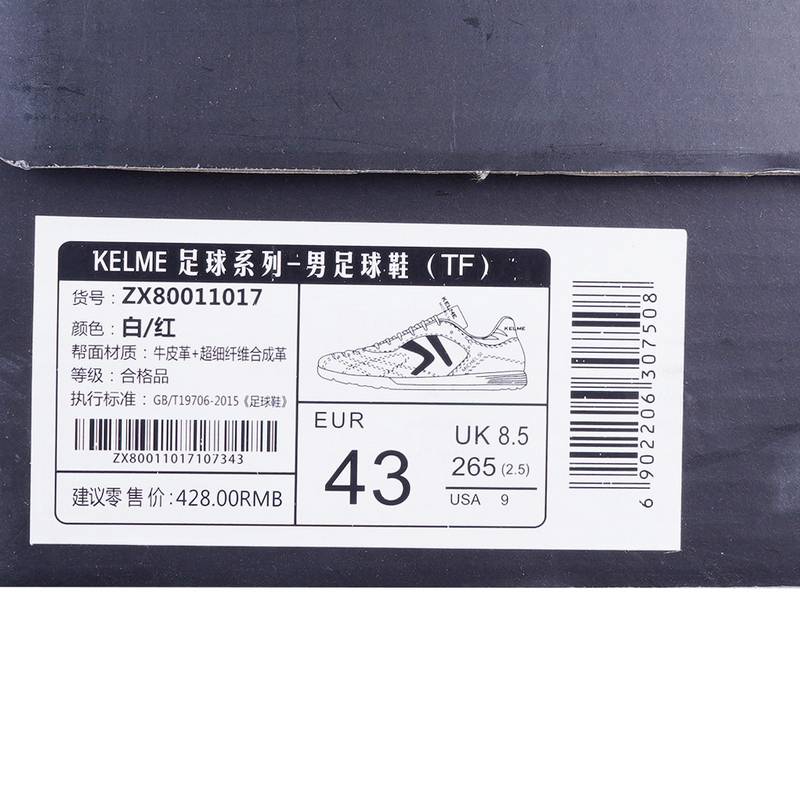 KELME 足球系列-男足球鞋（TF）
货号：ZX80011017
颜色：白/红
帮面材质：牛皮革+超细纤维合成革
等级：合格品
执行标准：GB/T19706-2015《足球鞋》
ZX80011017107343
建议零售价:428.00RMB
KELME
KELME
EUR
43
UK 8.5
265 (2.5)
USA 9
6 902206 307508